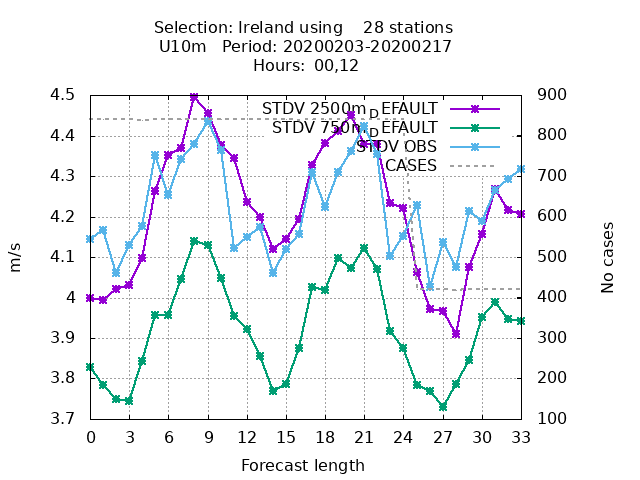 Selection: Ireland using    28 stations
U10m   Period: 20200203-20200217
Hours:  00,12
4.5
4.4
4.3
4.2
4.1
4
3.9
3.8
3.7
900
800
700
600
500
400
300
200
100
0 3 6 9 12 15 18 21 24 27 30 33
m/s
No cases
Forecast length
STDV 2500m_DEFAULT
STDV 750m_DEFAULT
STDV OBS
CASES